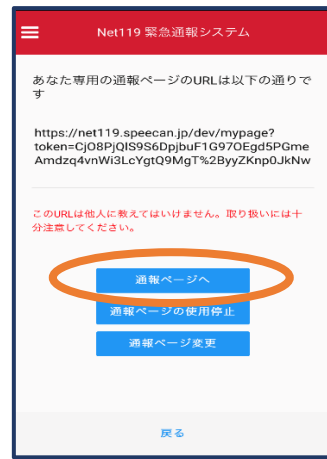 Net119 緊急通報システム
あなた専用の通報ページのURLは以下の通りで
す
https://net119.speecan.jp/dev/mypage?
token=CjO8PjQlS9S6DpjbuF1G97OEgd5PGme
Amdzq4vnWi3LcYgtQ9MgT%2ByyZKnp0JkNw
このURLは他人に教えてはいけません。取り扱いには十
分注意してください。
通報ページへ
通報ページの使用停止
通報ページ変更
戻る